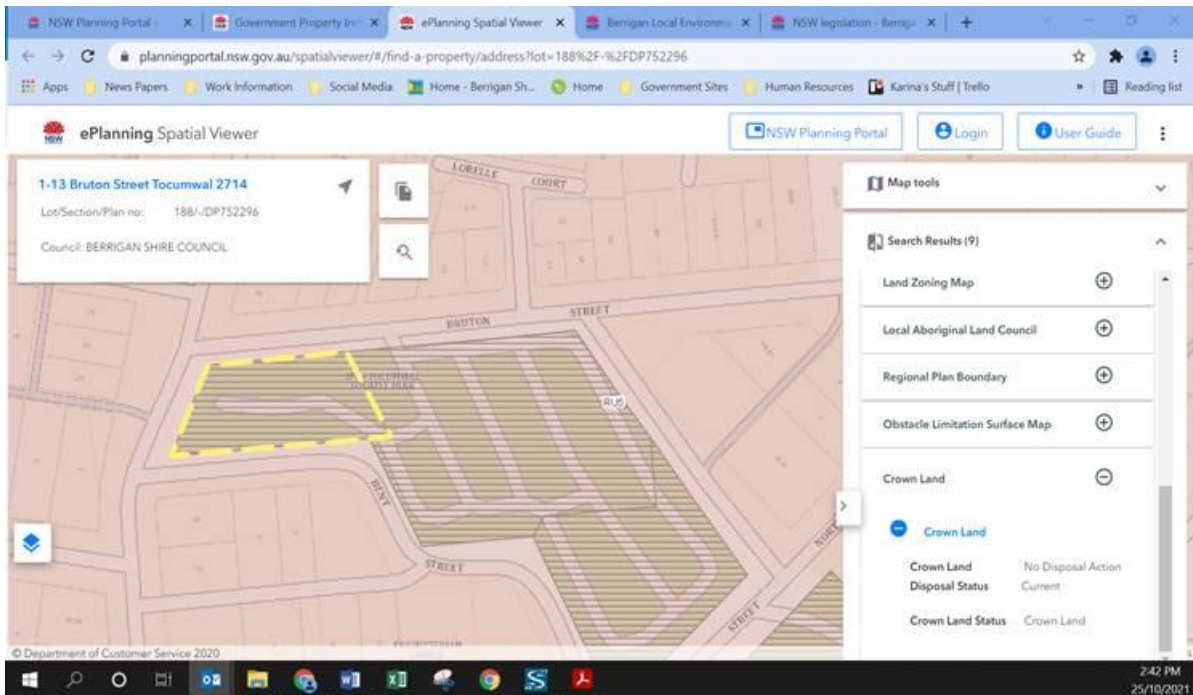 NSW Planning Portal -
Government Property In
ePlanning Spatial Viewer
Berrigan Local Environm
NSW legislation - Berrig
planningportal.nsw.gov.au/spatialviewer/#/find-a-property/address?lot=188%2F-%2FDP752296
Apps
News Papers
Work Information
Social Media
Home - Berrigan Sh...
Home
Government Sites
Human Resources
Karina's Stuff | Trello
»
Reading list
NSW
ePlanning Spatial Viewer
NSW Planning Portal
Login
User Guide
1-13 Bruton Street Tocumwal 2714
Lot/Section/Plan no: 188/-/DP752296
Council: BERRIGAN SHIRE COUNCIL
LORELLE COURT
BRUTON STREET
TOCUMWAL
TOURIST PARK
RU5
BENT
STREET
STREET
Map tools
Search Results (9)
Land Zoning Map
Local Aboriginal Land Council
Regional Plan Boundary
Obstacle Limitation Surface Map
Crown Land
Crown Land
Crown Land Disposal Status No Disposal Action Current
Crown Land Status Crown Land
© Department of Customer Service 2020
2:42 PM
25/10/2021